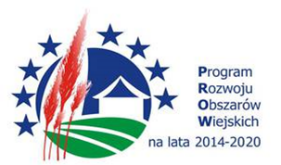 Program
Rozwoju
Obszarów
Wiejskich
na lata 2014-2020